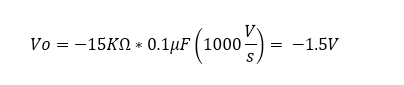 Vo = −15KΩ * 0.1μF (1000 V/s) = −1.5V